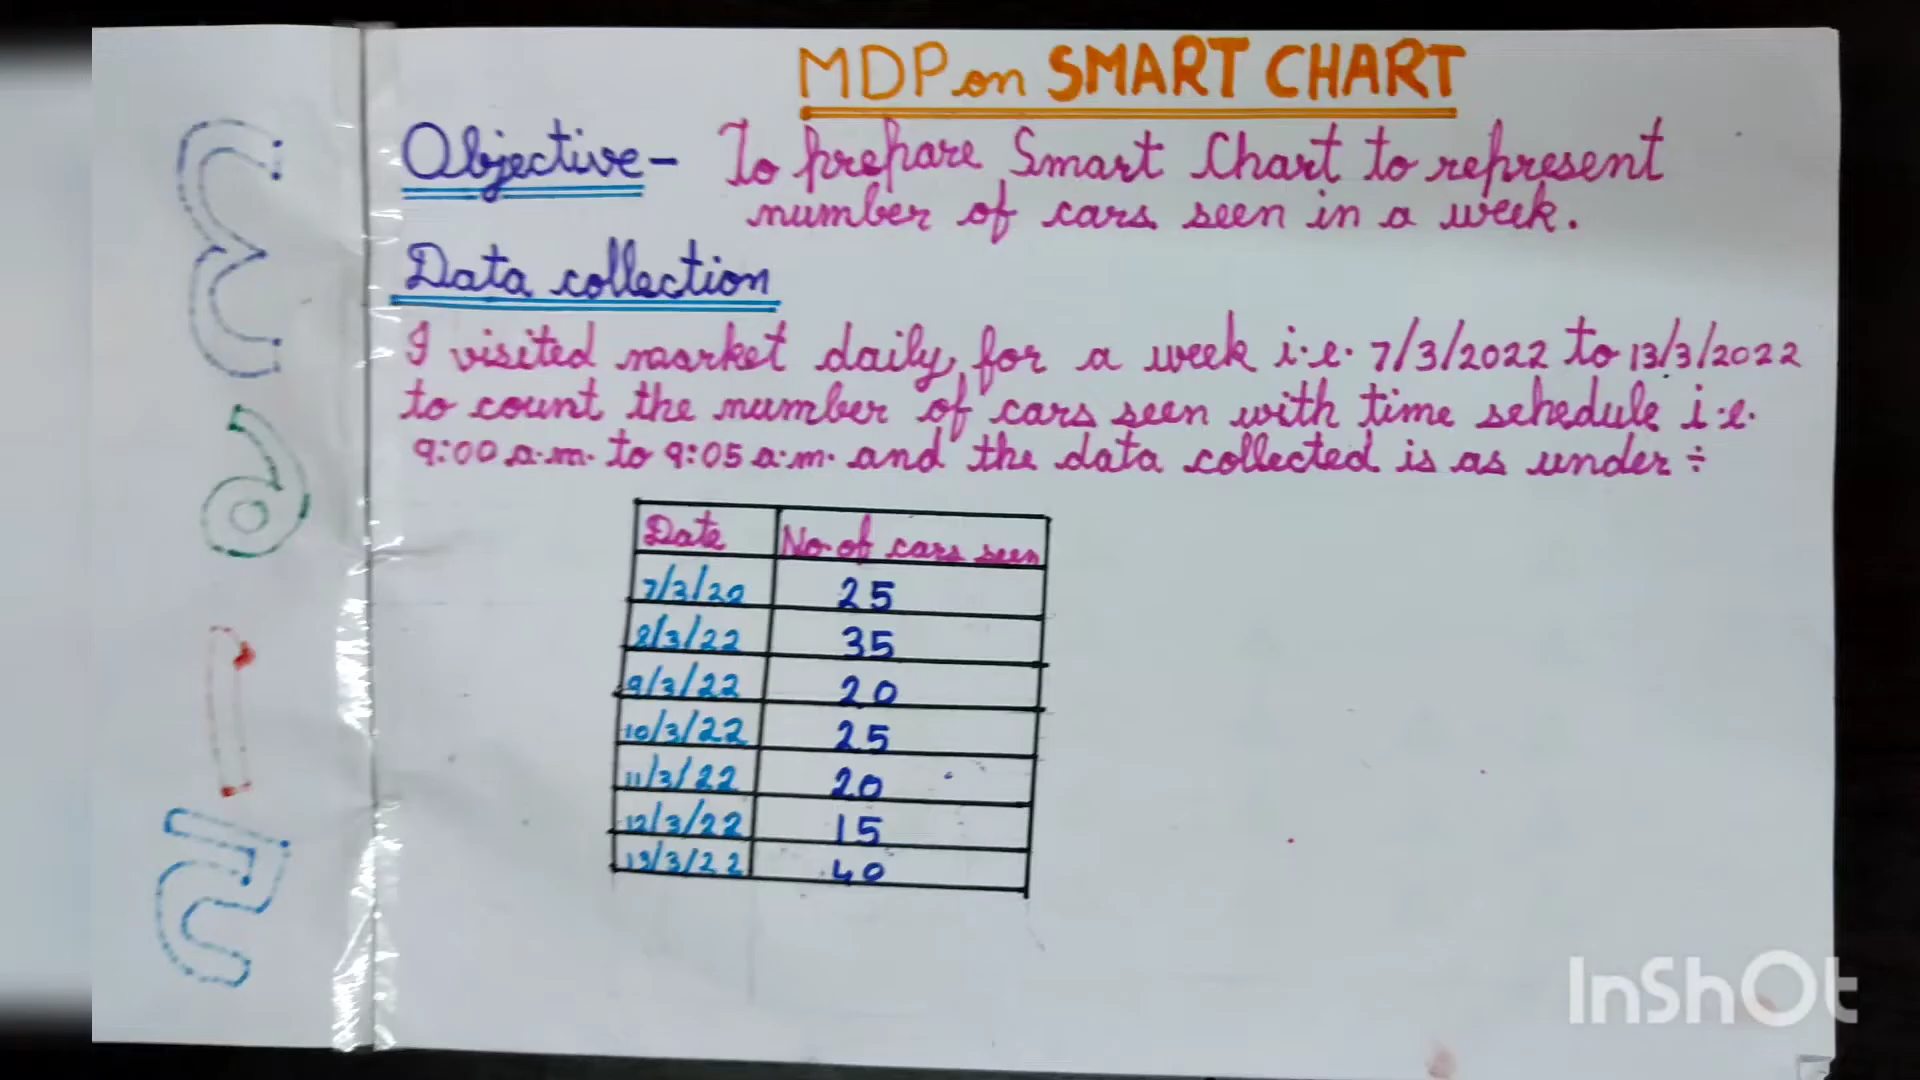 MDP on SMART CHART
Objective - To prepare Smart Chart to represent
number of cars seen in a week.
Data collection
I visited market daily for a week i.e. 7/3/2022 to 13/3/2022
to count the number of cars seen with time schedule i.e.
9:00 a.m. to 9:05 a.m. and the data collected is as under ÷
Date No. of cars seen
7/3/22 25
8/3/22 35
9/3/22 20
10/3/22 25
11/3/22 20
12/3/22 15
13/3/22 40
InShOt